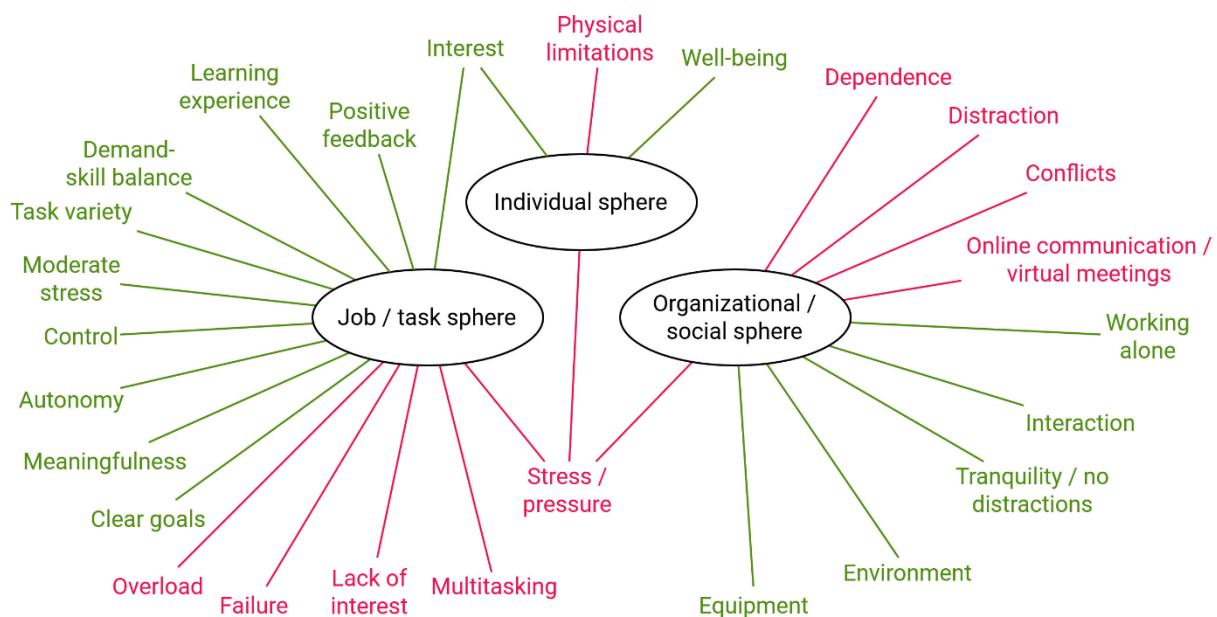 Physical
limitations
Interest
Well-being
Learning
experience
Dependence
Positive
feedback
Distraction
Demand-
skill balance
Conflicts
Individual sphere
Task variety
Online communication /
virtual meetings
Moderate
stress
Job / task sphere
Organizational /
social sphere
Control
Working
alone
Autonomy
Interaction
Meaningfulness
Stress /
pressure
Tranquility / no
distractions
Clear goals
Overload
Failure
Lack of
interest
Multitasking
Environment
Equipment